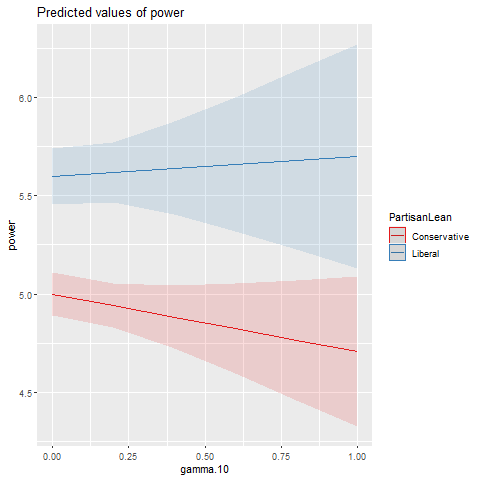 Predicted values of power
6.0
5.5
5.0
4.5
power
0.00 0.25 0.50 0.75 1.00
gamma.10
PartisanLean
Conservative
Liberal